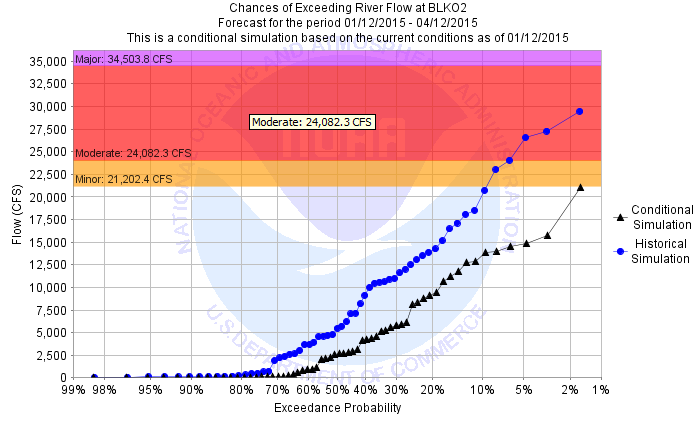 Chances of Exceeding River Flow at BLKO2
Forecast for the period 01/12/2015 - 04/12/2015
This is a conditional simulation based on the current conditions as of 01/12/2015
35,000
32,500
30,000
27,500
25,000
22,500
20,000
17,500
15,000
12,500
10,000
7,500
5,000
2,500
0
Flow (CFS)
Major: 34,503.8 CFS
Moderate: 24,082.3 CFS
Moderate: 24,082.3 CFS
Minor: 21,202.4 CFS
NATIONAL OCEANIC AND ATMOSPHERIC ADMINISTRATION
NOAA
U.S. DEPARTMENT OF COMMERCE
Conditional
Simulation
Historical
Simulation
99% 98% 95% 90% 80% 70% 60% 50% 40% 30% 20% 10% 5% 2% 1%
Exceedance Probability